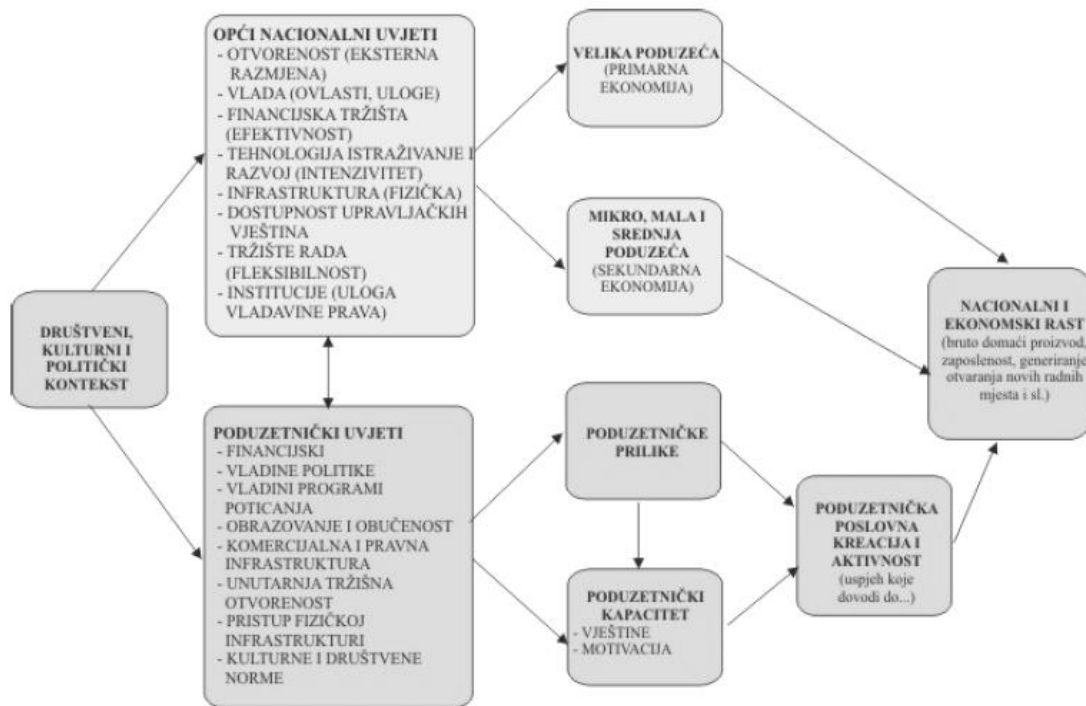 DRUŠTVENI,
KULTURNI I
POLITIČKI
KONTEKST
OPĆI NACIONALNI UVJETI
- OTVORENOST (EKSTERNA
RAZMJENA)
- VLADA (OVLASTI, ULOGE)
- FINANCIJSKA TRŽIŠTA
(EFEKTIVNOST)
- TEHNOLOGIJA ISTRAŽIVANJE I
RAZVOJ (INTENZIVITET)
- INFRASTRUKTURA (FIZIČKA)
- DOSTUPNOST UPRAVLJAČKIH
VJEŠTINA
- TRŽIŠTE RADA
(FLEKSIBILNOST)
- INSTITUCIJE (ULOGA
VLADAVINE PRAVA)
PODUZETNIČKI UVJETI
- FINANCIJSKI
- VLADINE POLITIKE
- VLADINI PROGRAMI
POTICANJA
- OBRAZOVANJE I OBUČENOST
- KOMERCIJALNA I PRAVNA
INFRASTRUKTURA
- UNUTARNJA TRŽIŠNA
OTVORENOST
- PRISTUP FIZIČKOJ
INFRASTRUKTURI
- KULTURNE I DRUŠTVENE
NORME
VELIKA PODUZEĆA
(PRIMARNA
EKONOMIJA)
MIKRO, MALA I
SREDNJA
PODUZEĆA
(SEKUNDARNA
EKONOMIJA)
PODUZETNIČKE
PRILIKE
PODUZETNIČKI
KAPACITET
- VJEŠTINE
- MOTIVACIJA
PODUZETNIČKA
POSLOVNA
KREACIJA I
AKTIVNOST
(uspjeh koje
dovodi do...)
NACIONALNI I
EKONOMSKI RAST
(bruto domaći proizvod,
zaposlenost, generiranje
otvaranja novih radnih
mjesta i sl.)